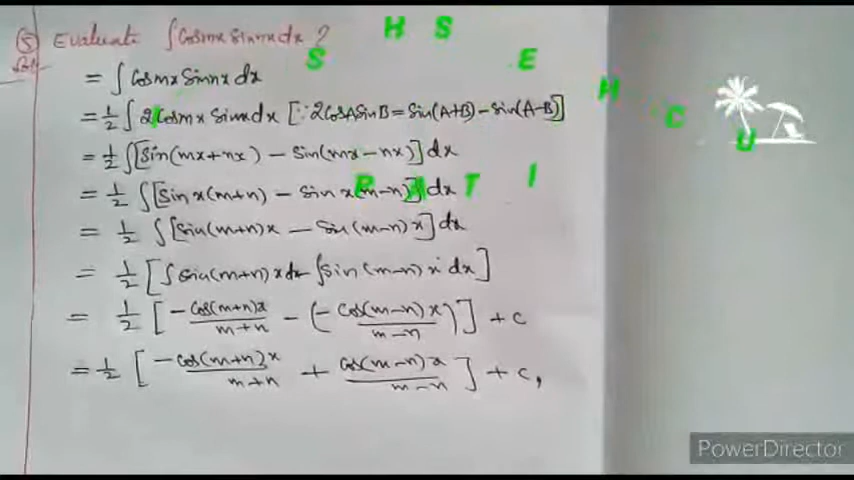 (5) Evaluate ∫Cosmx Sinnx dx ?
Sol:-
= ∫ Cosmx Sinnx dx
= 1/2 ∫ 2Cosmx Sinnx dx [∵ 2CosASinB = Sin(A+B) - Sin(A-B)]
= 1/2 ∫[Sin(mx+nx) - Sin(mx-nx)] dx
= 1/2 ∫[Sin x(m+n) - Sin x(m-n)] dx
= 1/2 ∫[Sin(m+n)x - Sin(m-n)x] dx
= 1/2 [∫Sin(m+n)x dx - ∫Sin(m-n)x dx]
= 1/2 [-Cos(m+n)x/m+n - (-Cos(m-n)x/m-n)] + c
= 1/2 [-Cos(m+n)x/m+n + Cos(m-n)x/m-n] + c,
H S
S E
H C U
P A T I
PowerDirector